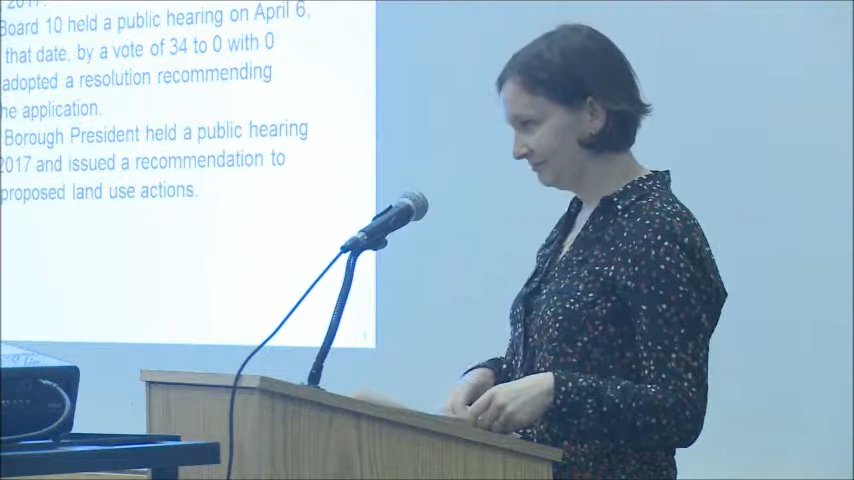 2017.
Board 10 held a public hearing on April 6,
that date, by a vote of 34 to 0 with 0
adopted a resolution recommending
he application.
Borough President held a public hearing
2017 and issued a recommendation to
proposed land use actions.